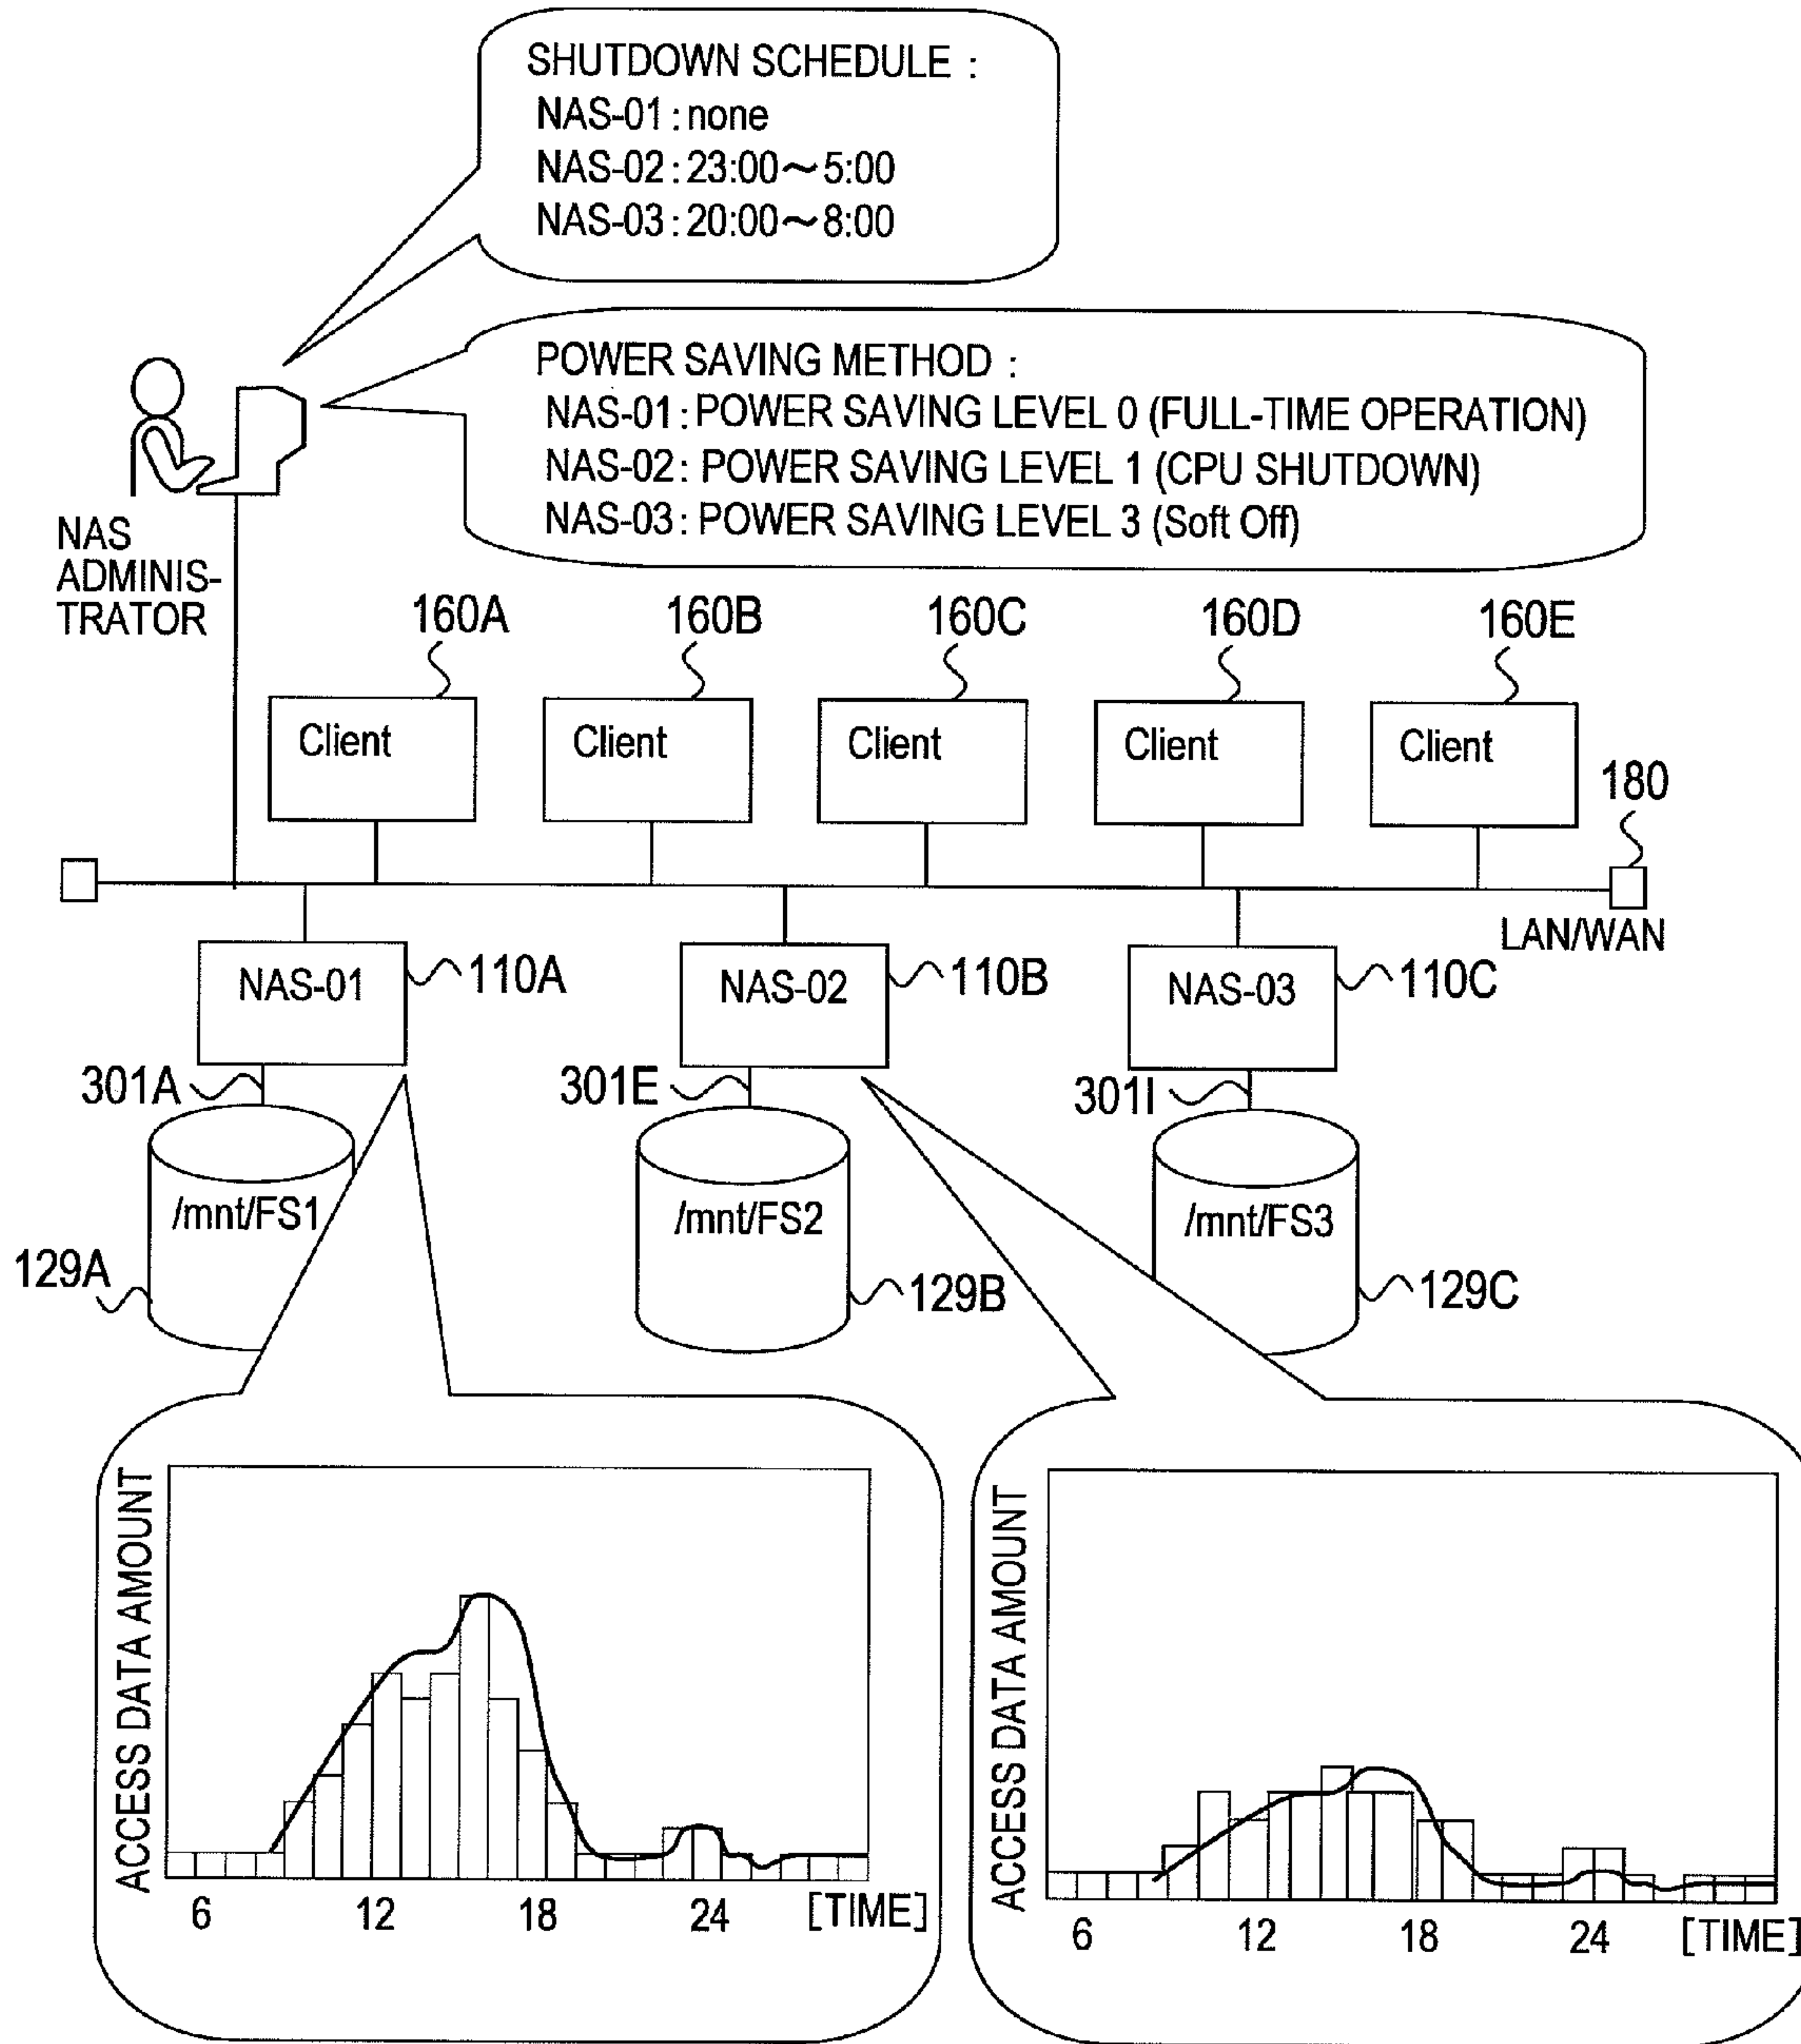 SHUTDOWN SCHEDULE :
NAS-01 : none
NAS-02 : 23:00～5:00
NAS-03 : 20:00～8:00
POWER SAVING METHOD :
NAS-01 : POWER SAVING LEVEL 0 (FULL-TIME OPERATION)
NAS-02 : POWER SAVING LEVEL 1 (CPU SHUTDOWN)
NAS-03 : POWER SAVING LEVEL 3 (Soft Off)
NAS
ADMINIS-
TRATOR
160A 160B 160C 160D 160E
Client Client Client Client Client
180
LAN/WAN
NAS-01 110A NAS-02 110B NAS-03 110C
301A 301E 301I
/mnt/FS1 /mnt/FS2 /mnt/FS3
129A 129B 129C
ACCESS DATA AMOUNT
6 12 18 24 [TIME]
ACCESS DATA AMOUNT
6 12 18 24 [TIME]